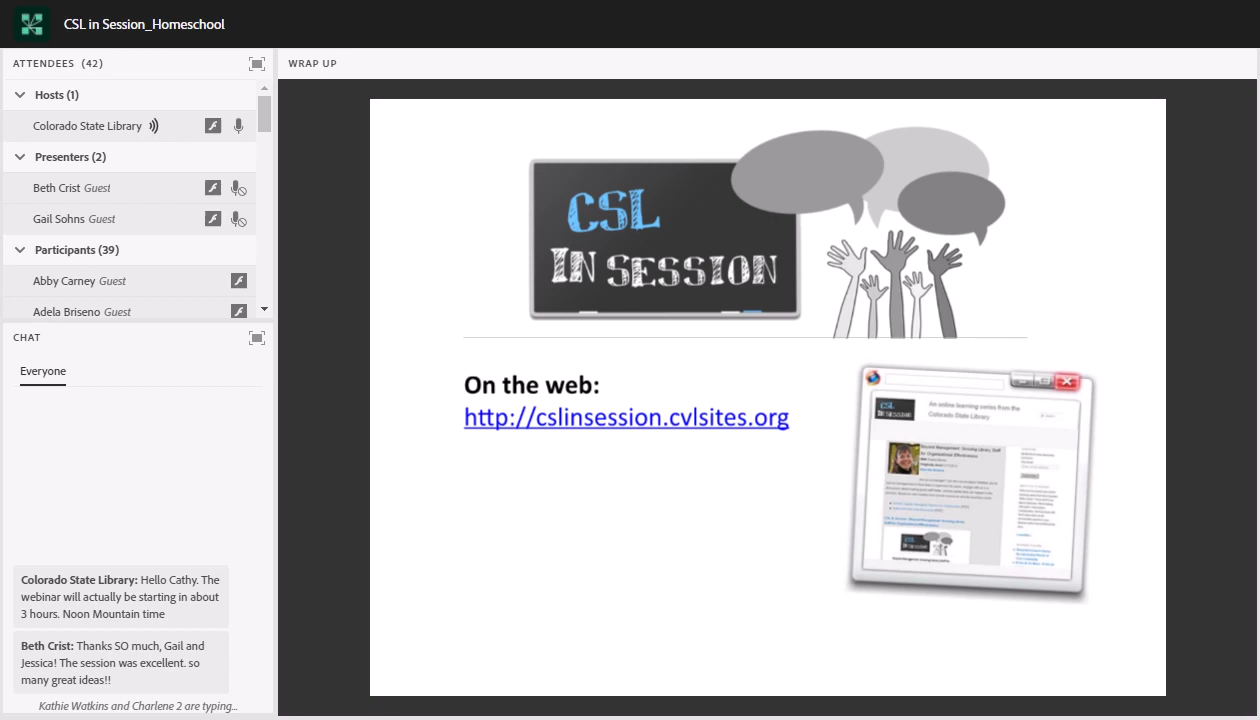 CSL in Session_Homeschool
ATTENDEES (42)
Hosts (1)
Colorado State Library
Presenters (2)
Beth Crist Guest
Gail Sohns Guest
Participants (39)
Abby Carney Guest
Adela Briseno Guest
CHAT
Everyone
Colorado State Library: Hello Cathy. The
webinar will actually be starting in about
3 hours. Noon Mountain time
Beth Crist: Thanks SO much, Gail and
Jessica! The session was excellent. so
many great ideas!!
Kathie Watkins and Charlene 2 are typing...
WRAP UP
CSL
IN SESSION
On the web:
http://cslinsession.cvlsites.org
CSL
IN SESSION
An online learning series from the
Colorado State Library